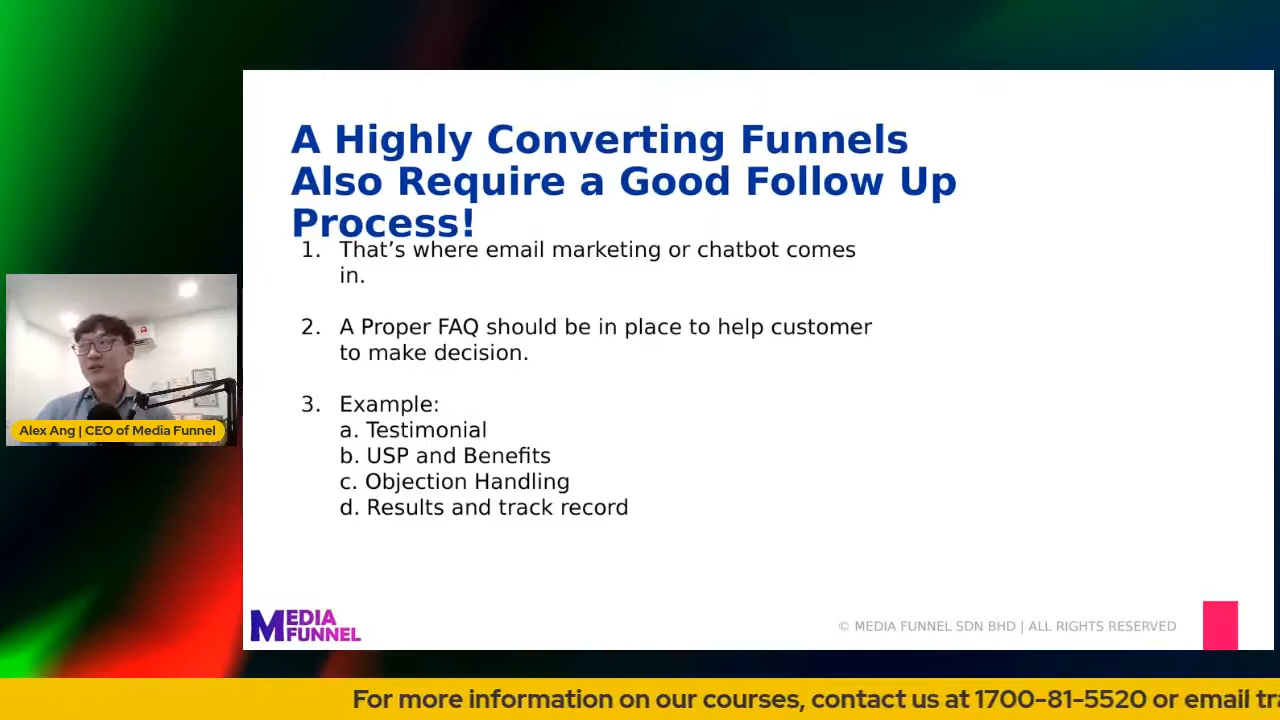 A Highly Converting Funnels
Also Require a Good Follow Up
Process!
1. That’s where email marketing or chatbot comes
in.
2. A Proper FAQ should be in place to help customer
to make decision.
3. Example:
a. Testimonial
b. USP and Benefits
c. Objection Handling
d. Results and track record
Alex Ang | CEO of Media Funnel
MEDIA
FUNNEL
© MEDIA FUNNEL SDN BHD | ALL RIGHTS RESERVED
For more information on our courses, contact us at 1700-81-5520 or email